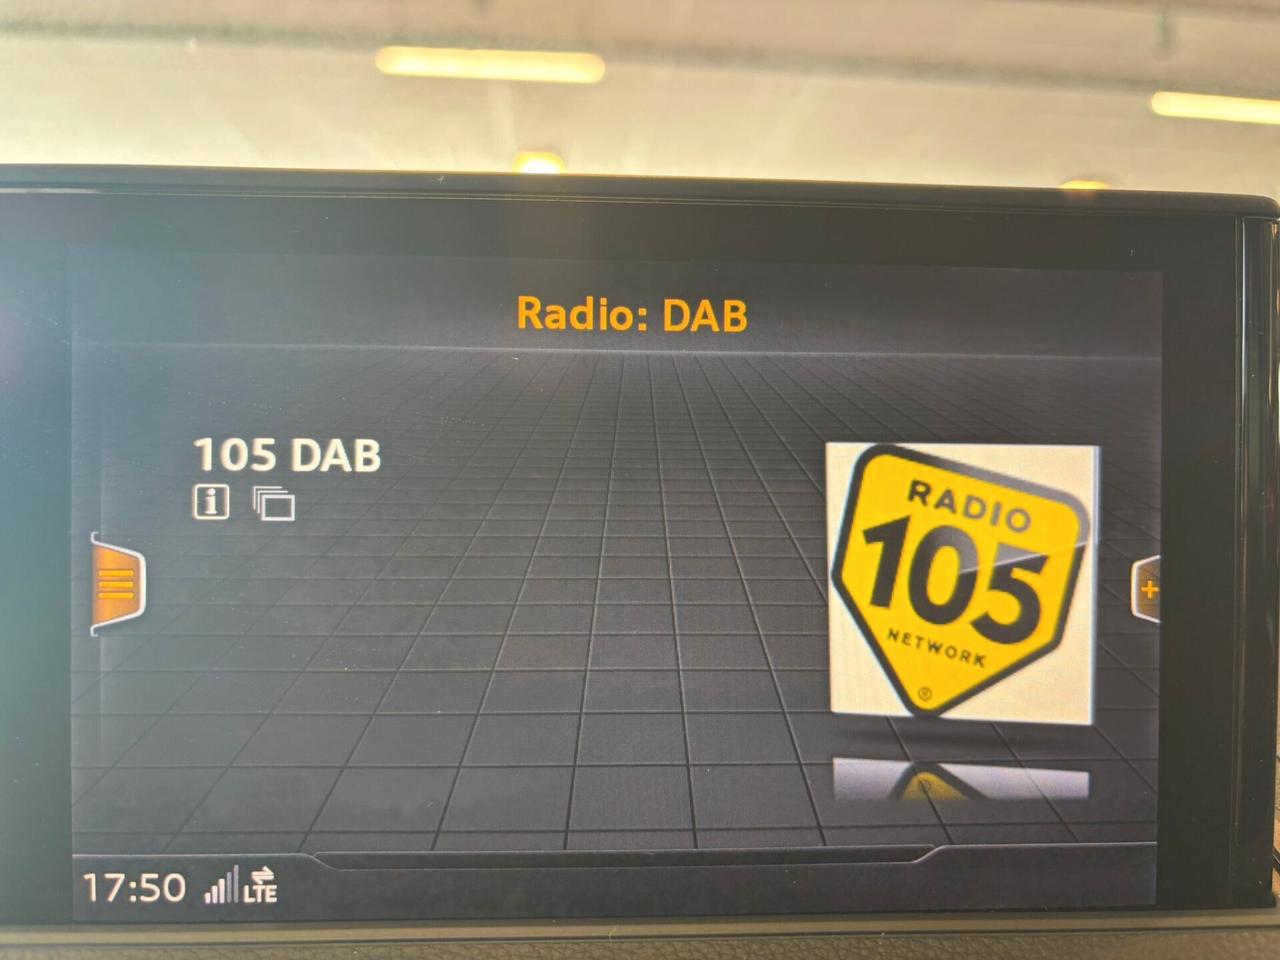 Radio: DAB
105 DAB
i
RADIO
105
NETWORK
®
17:50 LTE